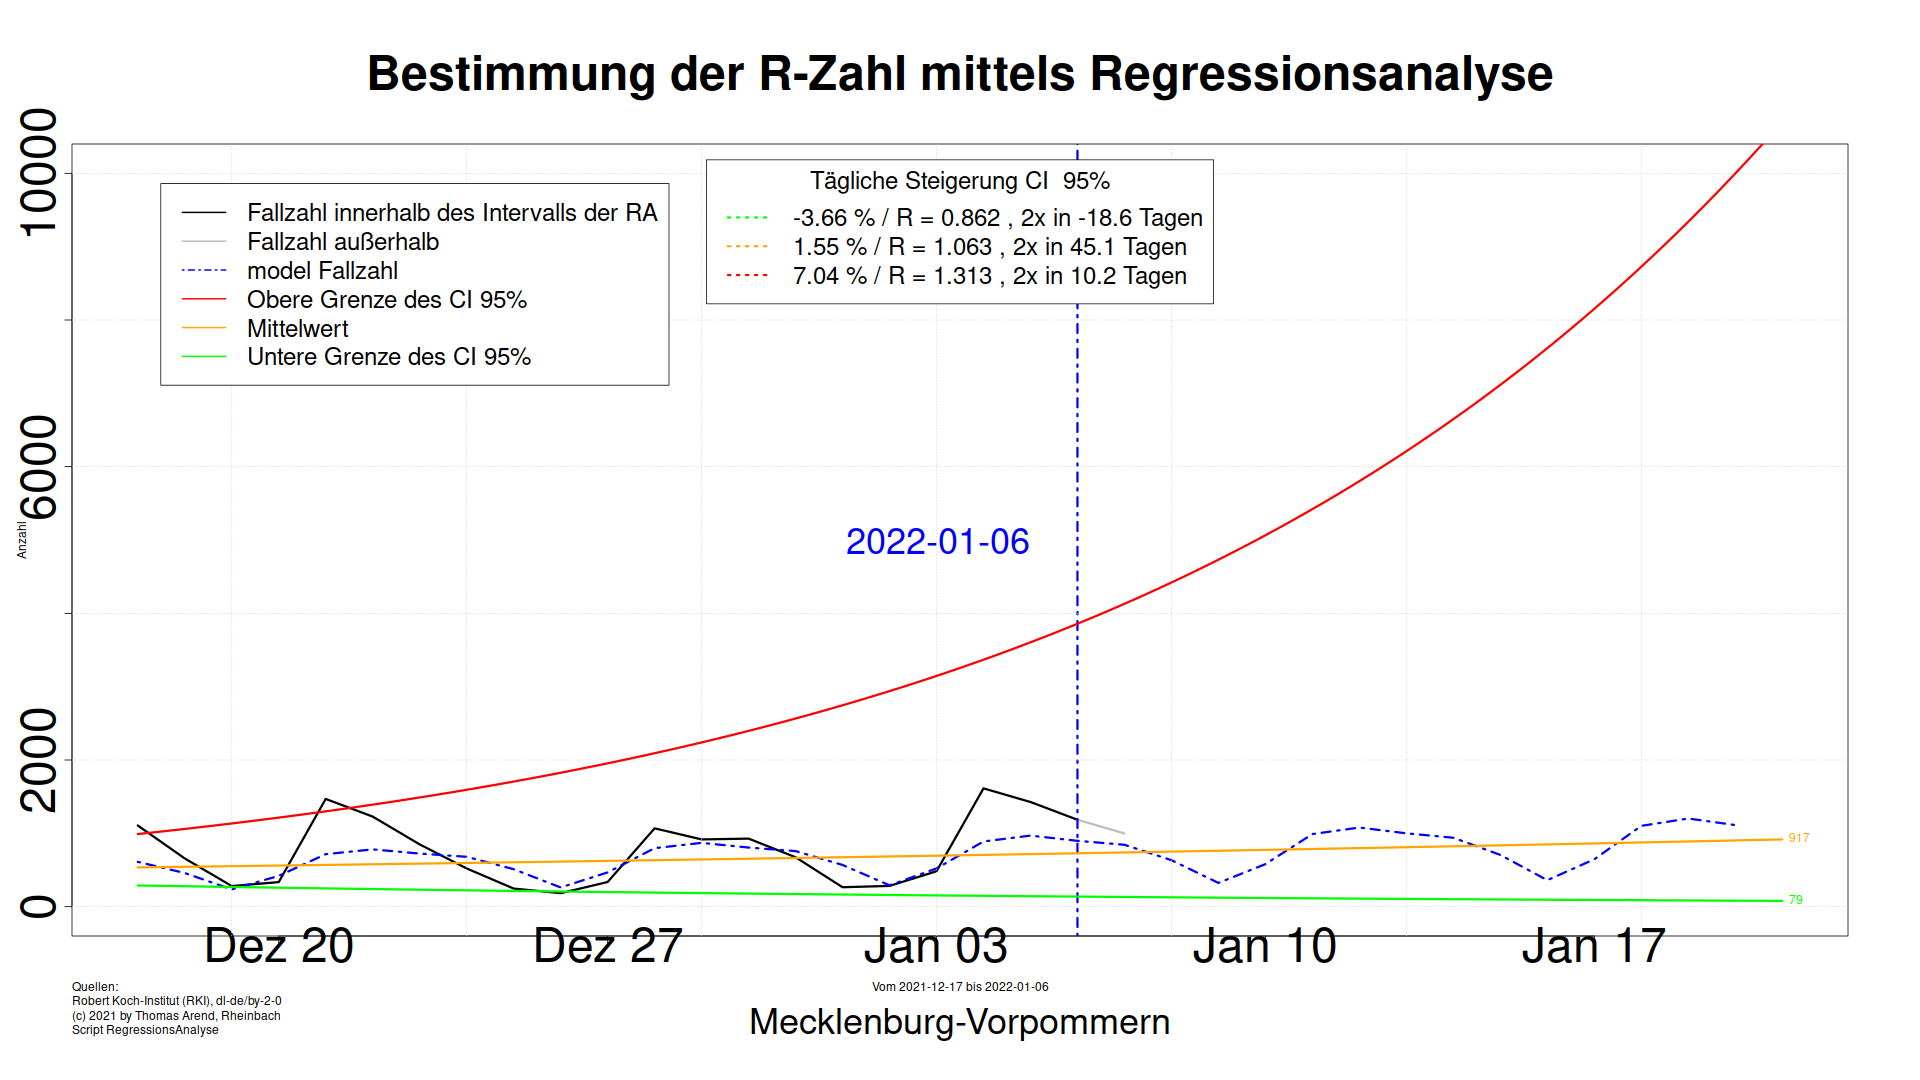 Bestimmung der R-Zahl mittels Regressionsanalyse
10000
6000
2000
0
Anzahl
Fallzahl innerhalb des Intervalls der RA
Fallzahl außerhalb
model Fallzahl
Obere Grenze des CI 95%
Mittelwert
Untere Grenze des CI 95%
Tägliche Steigerung CI 95%
-3.66 % / R = 0.862 , 2x in -18.6 Tagen
1.55 % / R = 1.063 , 2x in 45.1 Tagen
7.04 % / R = 1.313 , 2x in 10.2 Tagen
2022-01-06
917
79
Dez 20
Dez 27
Jan 03
Jan 10
Jan 17
Quellen:
Robert Koch-Institut (RKI), dl-de/by-2-0
(c) 2021 by Thomas Arend, Rheinbach
Script RegressionsAnalyse
Vom 2021-12-17 bis 2022-01-06
Mecklenburg-Vorpommern